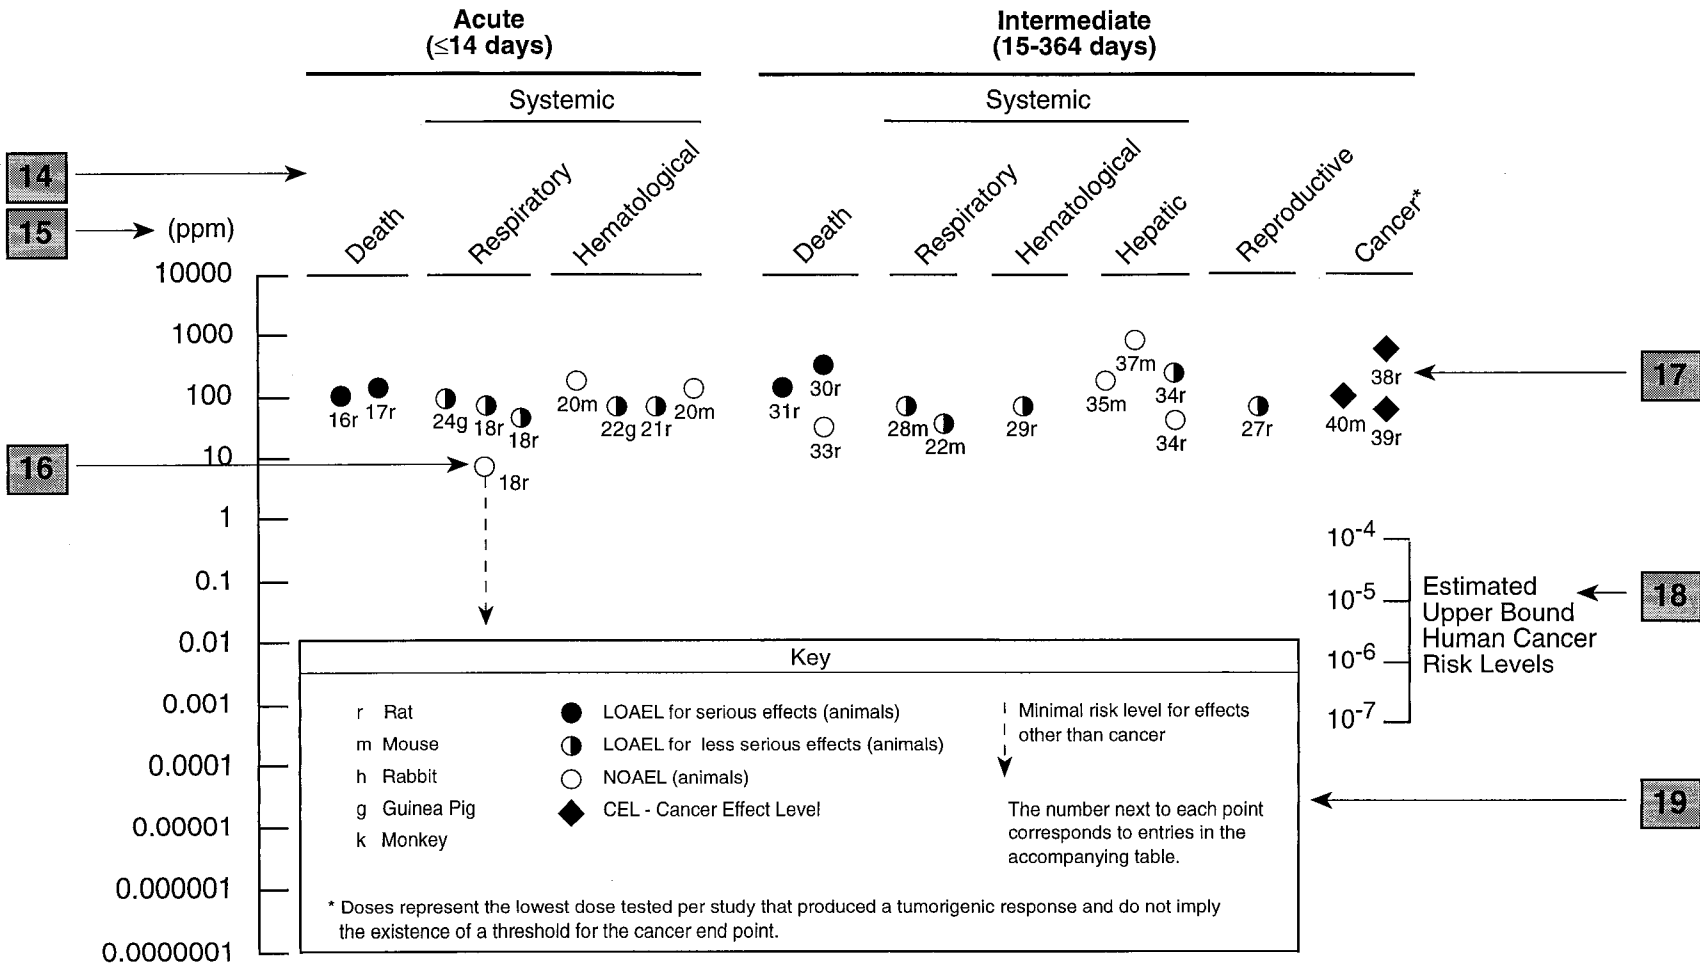 Acute
(≤14 days)
Intermediate
(15-364 days)
Systemic
Systemic
14
15
(ppm)
Death
Respiratory
Hematological
Death
Respiratory
Hematological
Hepatic
Reproductive
Cancer*
10000
1000
100
10
1
0.1
0.01
0.001
0.0001
0.00001
0.000001
0.0000001
16r
17r
24g
18r
18r
18r
20m
22g
21r
20m
31r
30r
33r
28m
22m
29r
35m
37m
34r
34r
27r
40m
38r
39r
16
17
18
19
10-4
10-5
10-6
10-7
Estimated
Upper Bound
Human Cancer
Risk Levels
Key
r Rat
m Mouse
h Rabbit
g Guinea Pig
k Monkey
LOAEL for serious effects (animals)
LOAEL for less serious effects (animals)
NOAEL (animals)
CEL - Cancer Effect Level
Minimal risk level for effects
other than cancer
The number next to each point
corresponds to entries in the
accompanying table.
* Doses represent the lowest dose tested per study that produced a tumorigenic response and do not imply
the existence of a threshold for the cancer end point.